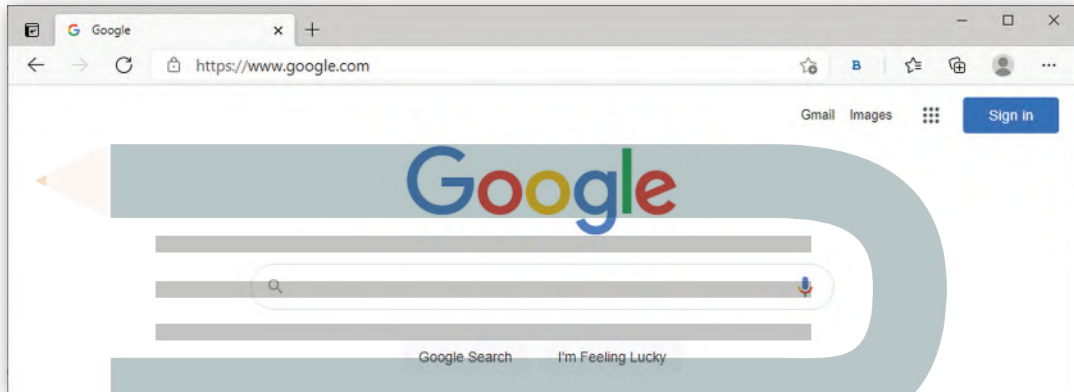 Google
https://www.google.com
B
Gmail Images Sign in
Google
Google Search I'm Feeling Lucky